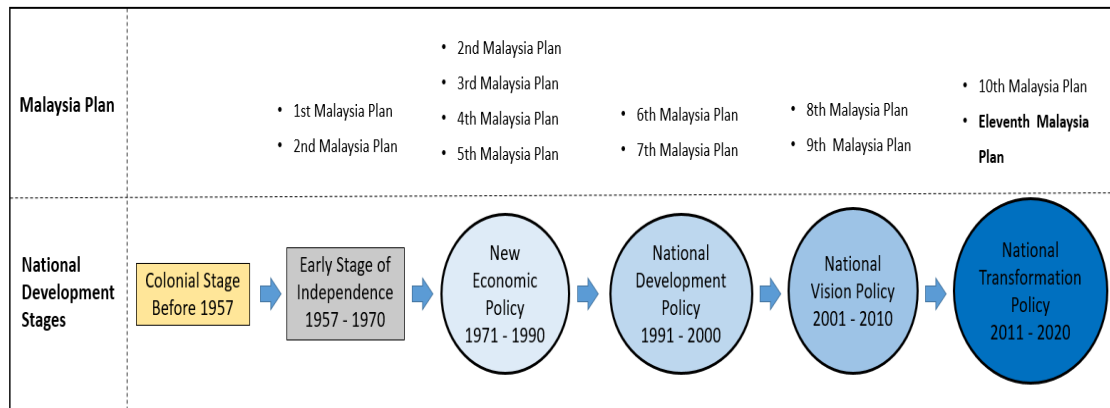 Malaysia Plan
• 1st Malaysia Plan
• 2nd Malaysia Plan
• 2nd Malaysia Plan
• 3rd Malaysia Plan
• 4th Malaysia Plan
• 5th Malaysia Plan
• 6th Malaysia Plan
• 7th Malaysia Plan
• 8th Malaysia Plan
• 9th Malaysia Plan
• 10th Malaysia Plan
• Eleventh Malaysia
Plan
National
Development
Stages
Colonial Stage
Before 1957
Early Stage of
Independence
1957 - 1970
New
Economic
Policy
1971 - 1990
National
Development
Policy
1991 - 2000
National
Vision Policy
2001 - 2010
National
Transformation
Policy
2011 - 2020